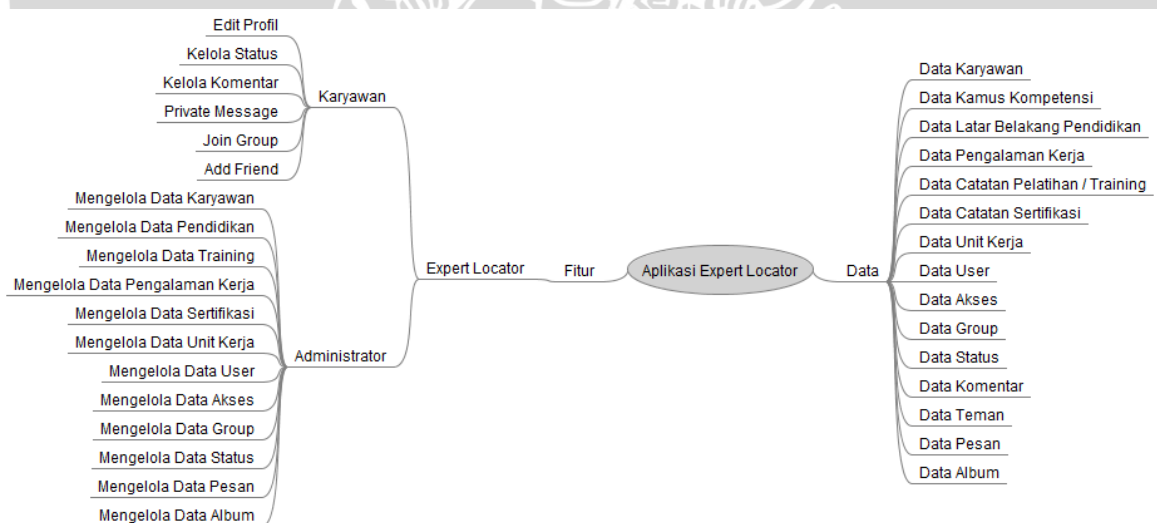 Edit Profil
Kelola Status
Kelola Komentar
Private Message
Join Group
Add Friend
Karyawan
Mengelola Data Karyawan
Mengelola Data Pendidikan
Mengelola Data Training
Mengelola Data Pengalaman Kerja
Mengelola Data Sertifikasi
Mengelola Data Unit Kerja
Mengelola Data User
Mengelola Data Akses
Mengelola Data Group
Mengelola Data Status
Mengelola Data Pesan
Mengelola Data Album
Administrator
Expert Locator
Fitur
Aplikasi Expert Locator
Data
Data Karyawan
Data Kamus Kompetensi
Data Latar Belakang Pendidikan
Data Pengalaman Kerja
Data Catatan Pelatihan / Training
Data Catatan Sertifikasi
Data Unit Kerja
Data User
Data Akses
Data Group
Data Status
Data Komentar
Data Teman
Data Pesan
Data Album